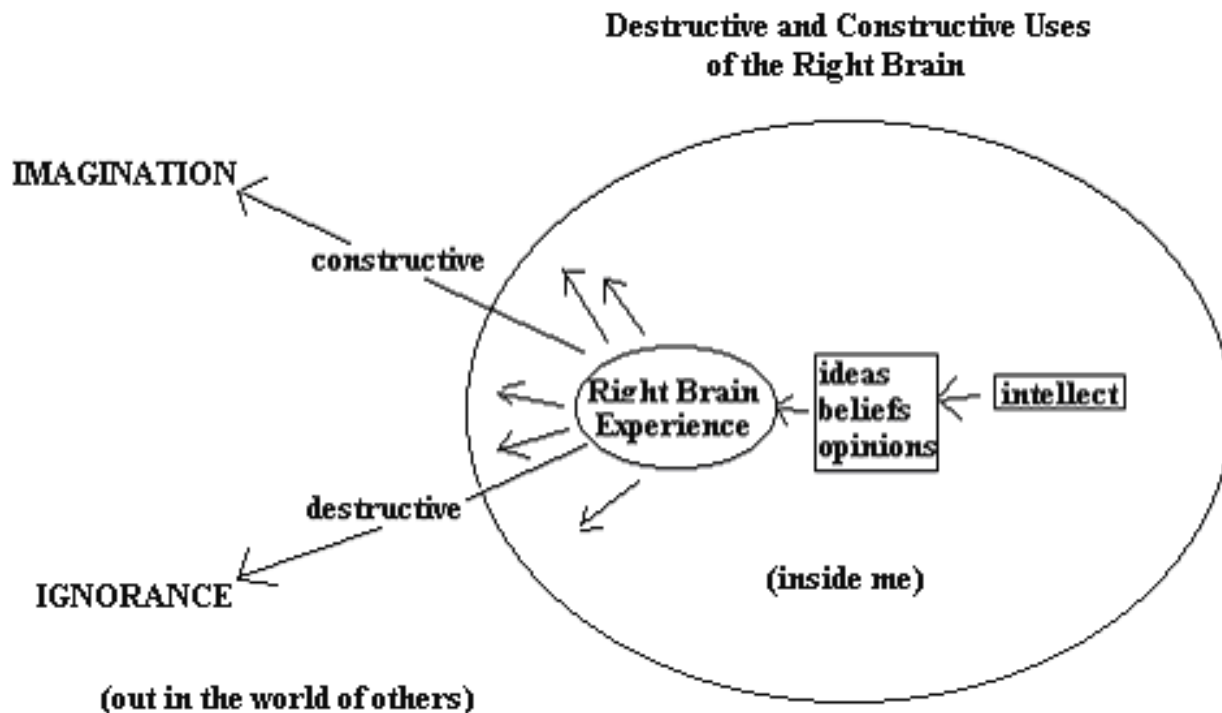 Destructive and Constructive Uses
of the Right Brain
IMAGINATION
constructive
Right Brain
Experience
ideas
beliefs
opinions
intellect
destructive
(inside me)
IGNORANCE
(out in the world of others)